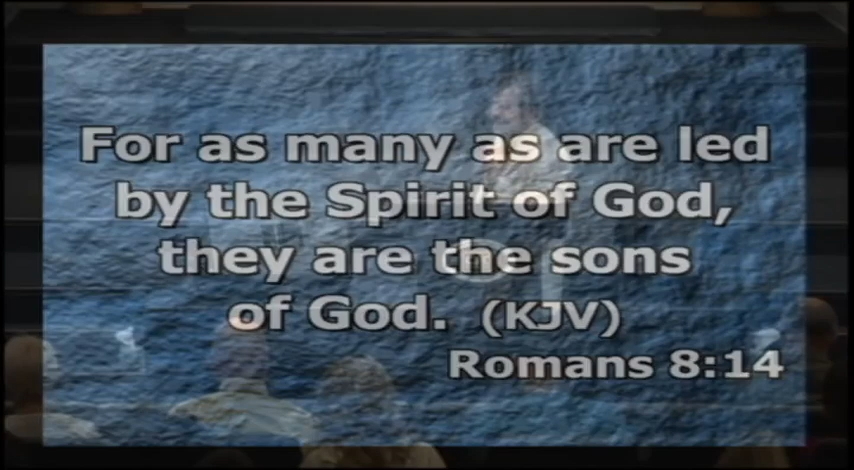 For as many as are led
by the Spirit of God,
they are the sons
of God. (KJV)
Romans 8:14